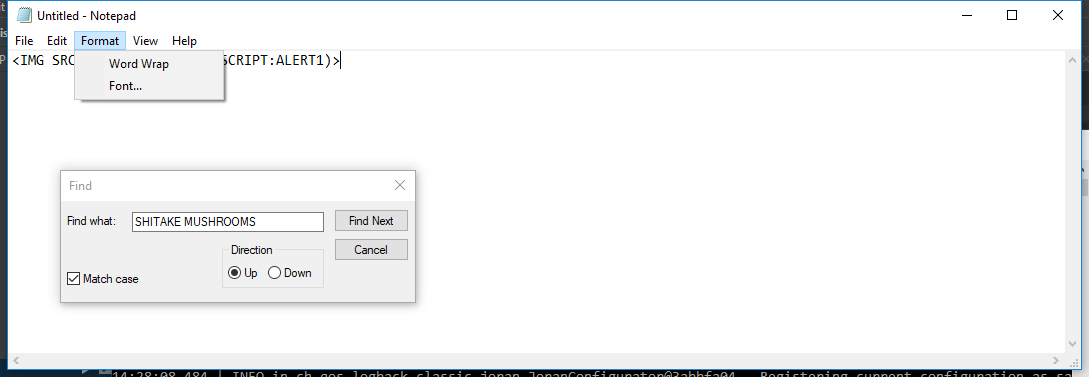 Untitled - Notepad
File Edit Format View Help
<IMG SRC SCRIPT:ALERT1)>
Word Wrap
Font...
Find
Find what: SHITAKE MUSHROOMS Find Next
Cancel
Direction
Up Down
Match case
14:28:08.484 | INFO in ch.qos.logback.classic.joran.JoranConfigurator@3abbfa04 - Registering current configuration as sa